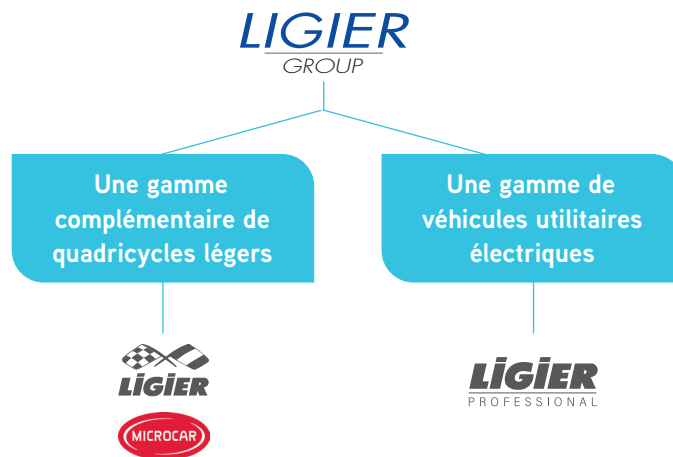 LIGIER
GROUP
Une gamme
complémentaire de
quadricycles légers
Une gamme de
véhicules utilitaires
électriques
LIGIER
MICROCAR
LIGIER
PROFESSIONAL